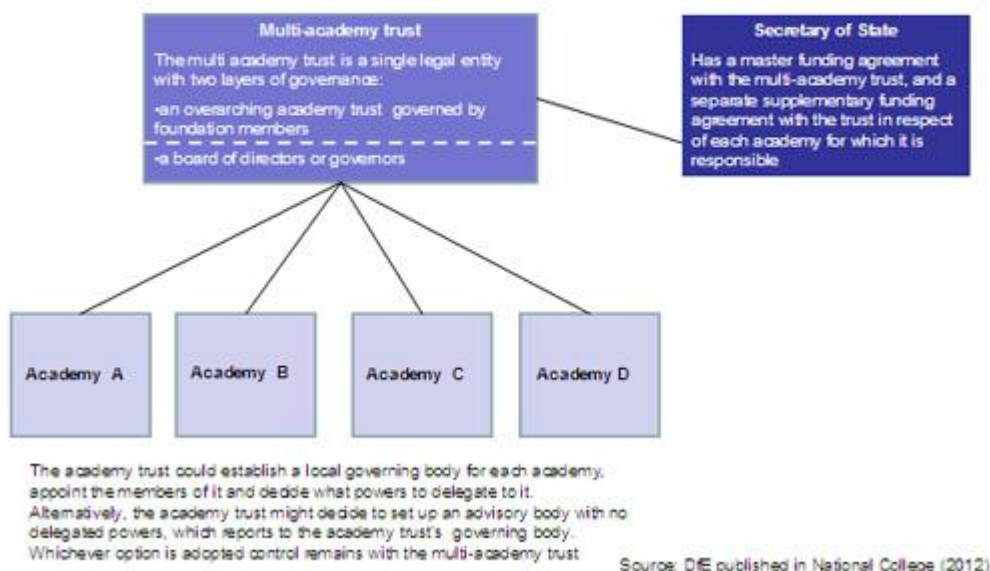 Multi-academy trust
The multi academy trust is a single legal entity
with two layers of governance:
•an overarching academy trust governed by
foundation members
•a board of directors or governors
Secretary of State
Has a master funding agreement
with the multi-academy trust, and a
separate supplementary funding
agreement with the trust in respect
of each academy for which it is
responsible
Academy A
Academy B
Academy C
Academy D
The academy trust could establish a local governing body for each academy,
appoint the members of it and decide what powers to delegate to it.
Alternatively, the academy trust might decide to set up an advisory body with no
delegated powers, which reports to the academy trust's governing body.
Whichever option is adopted control remains with the multi-academy trust
Source: DfE published in National College (2012)